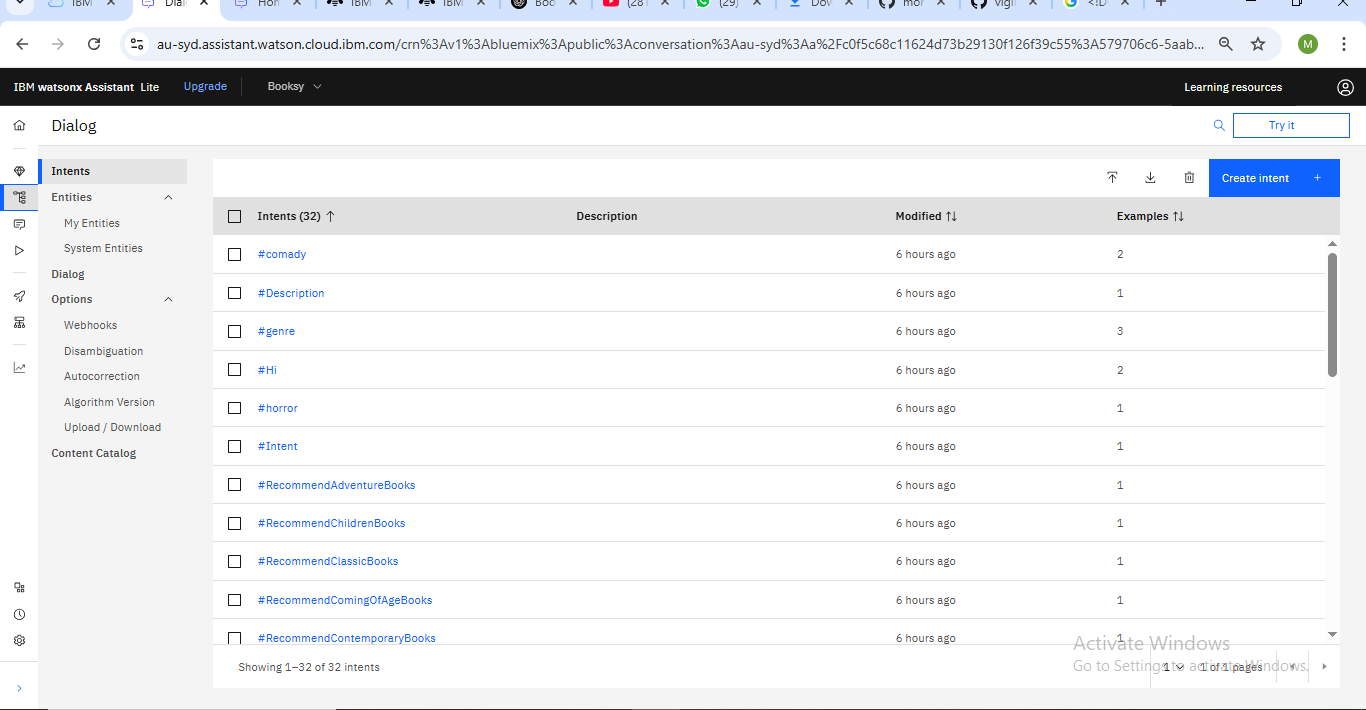 IBM
Dial
Hom
IBM
IBM
Boo
(281
(29)
Dow
mor
vigil
<!D
au-syd.assistant.watson.cloud.ibm.com/crn%3Av1%3Abluemix%3Apublic%3Aconversation%3Aau-syd%3Aa%2Fc0f5c68c11624d73b29130f126f39c55%3A579706c6-5aab...
M
IBM watsonx Assistant Lite Upgrade Booksy Learning resources
Dialog Try it
Intents
Entities
My Entities
System Entities
Dialog
Options
Webhooks
Disambiguation
Autocorrection
Algorithm Version
Upload / Download
Content Catalog
Create intent +
Intents (32) ↑ Description Modified ↑↓ Examples ↑↓
#comady 6 hours ago 2
#Description 6 hours ago 1
#genre 6 hours ago 3
#Hi 6 hours ago 2
#horror 6 hours ago 1
#Intent 6 hours ago 1
#RecommendAdventureBooks 6 hours ago 1
#RecommendChildrenBooks 6 hours ago 1
#RecommendClassicBooks 6 hours ago 1
#RecommendComingOfAgeBooks 6 hours ago 1
#RecommendContemporaryBooks 6 hours ago 1
Showing 1–32 of 32 intents 1 1 of 1 pages
Activate Windows
Go to Settings to activate Windows.